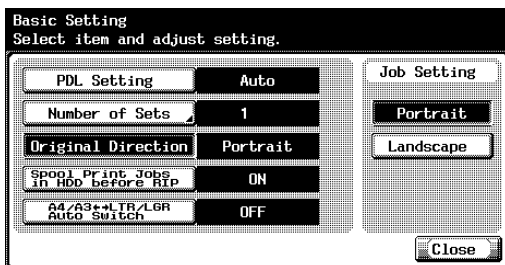 Basic Setting
Select item and adjust setting.
PDL Setting
Auto
Number of Sets
1
Original Direction
Portrait
Spool Print Jobs
in HDD before RIP
ON
A4/A3↔LTR/LGR
Auto Switch
OFF
Job Setting
Portrait
Landscape
Close